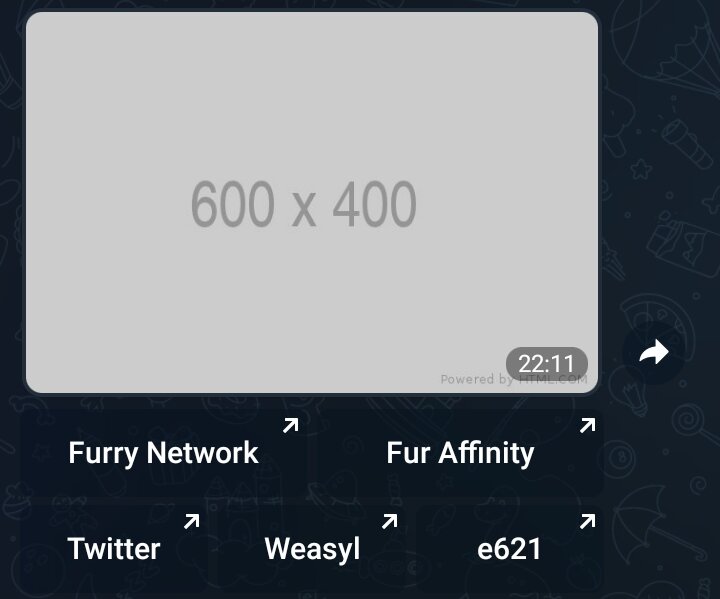 600 x 400
22:11
Powered by HTML.COM
Furry Network
Fur Affinity
Twitter
Weasyl
e621